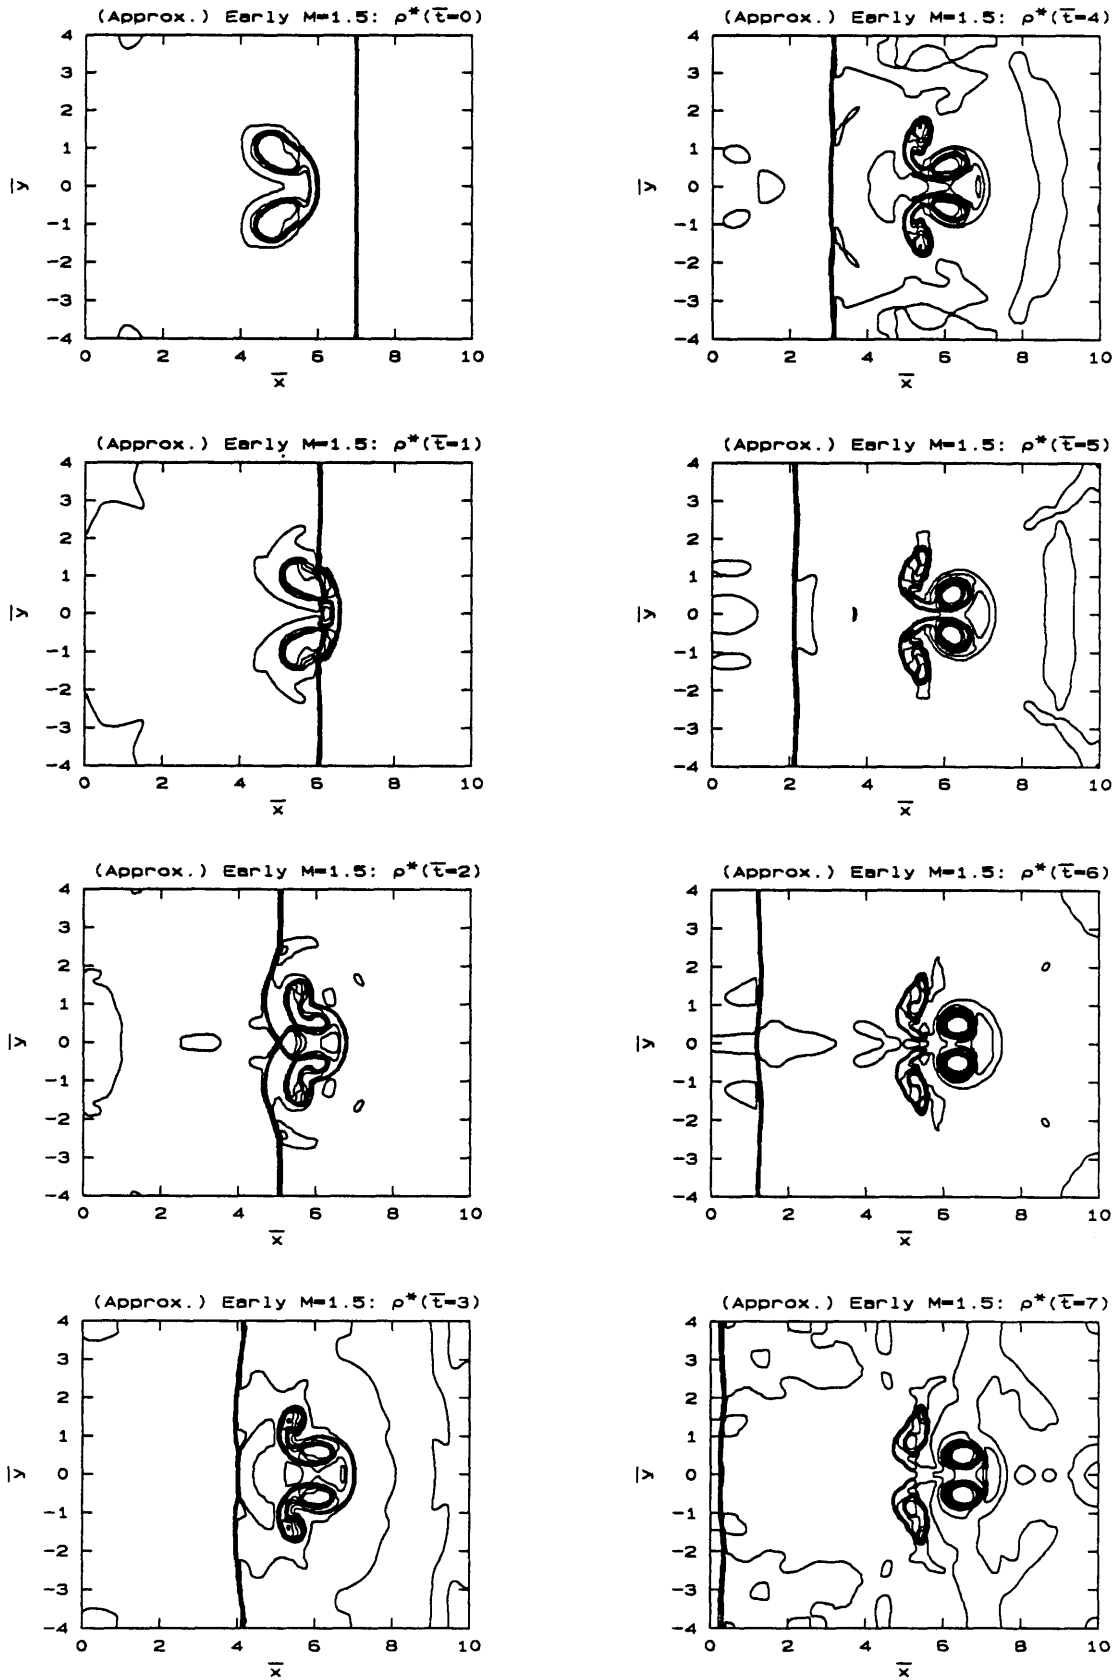 (Approx.) Early M=1.5: ρ*(t̄=0)
4
3
2
1
ȳ
0
-1
-2
-3
-4
0 2 4 6 8 10
x̄
(Approx.) Early M=1.5: ρ*(t̄=1)
4
3
2
1
ȳ
0
-1
-2
-3
-4
0 2 4 6 8 10
x̄
(Approx.) Early M=1.5: ρ*(t̄=2)
4
3
2
1
ȳ
0
-1
-2
-3
-4
0 2 4 6 8 10
x̄
(Approx.) Early M=1.5: ρ*(t̄=3)
4
3
2
1
ȳ
0
-1
-2
-3
-4
0 2 4 6 8 10
x̄
(Approx.) Early M=1.5: ρ*(t̄=4)
4
3
2
1
ȳ
0
-1
-2
-3
-4
0 2 4 6 8 10
x̄
(Approx.) Early M=1.5: ρ*(t̄=5)
4
3
2
1
ȳ
0
-1
-2
-3
-4
0 2 4 6 8 10
x̄
(Approx.) Early M=1.5: ρ*(t̄=6)
4
3
2
1
ȳ
0
-1
-2
-3
-4
0 2 4 6 8 10
x̄
(Approx.) Early M=1.5: ρ*(t̄=7)
4
3
2
1
ȳ
0
-1
-2
-3
-4
0 2 4 6 8 10
x̄